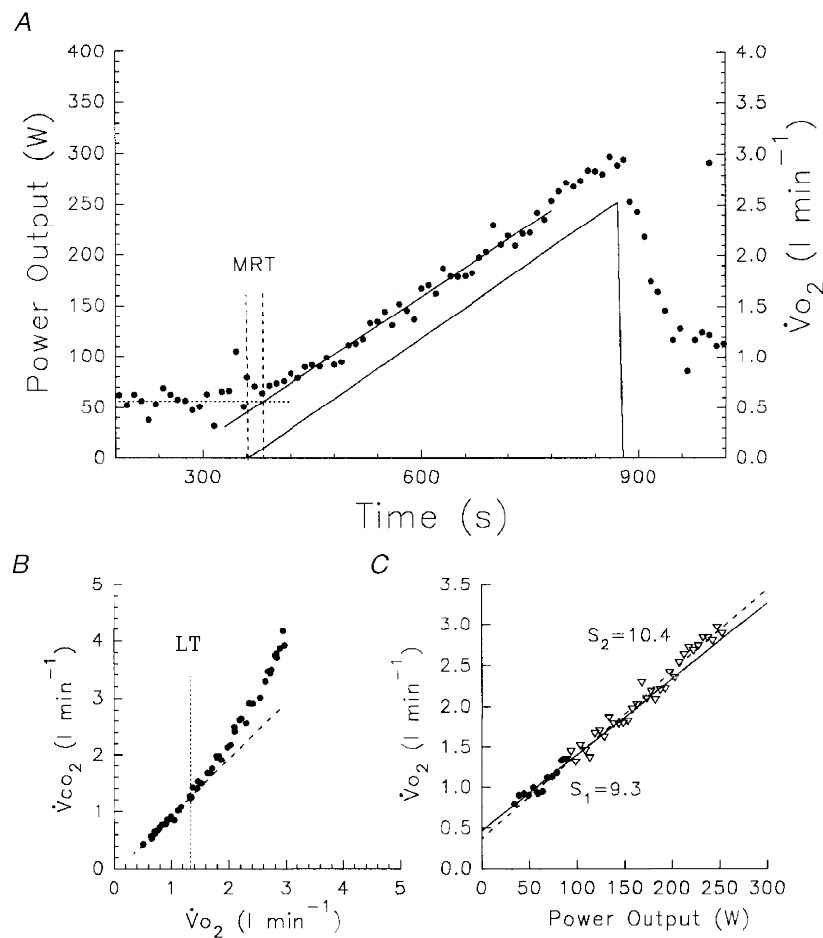 A
Power Output (W)
400
350
300
250
200
150
100
50
0
MRT
4.0
3.5
3.0
2.5
2.0
1.5
1.0
0.5
0.0
V̇o₂ (l min⁻¹)
300 600 900
Time (s)
B
V̇co₂ (l min⁻¹)
5
4
3
2
1
0
LT
0 1 2 3 4 5
V̇o₂ (l min⁻¹)
C
V̇o₂ (l min⁻¹)
3.5
3.0
2.5
2.0
1.5
1.0
0.5
0.0
S₂=10.4
S₁=9.3
0 50 100 150 200 250 300
Power Output (W)